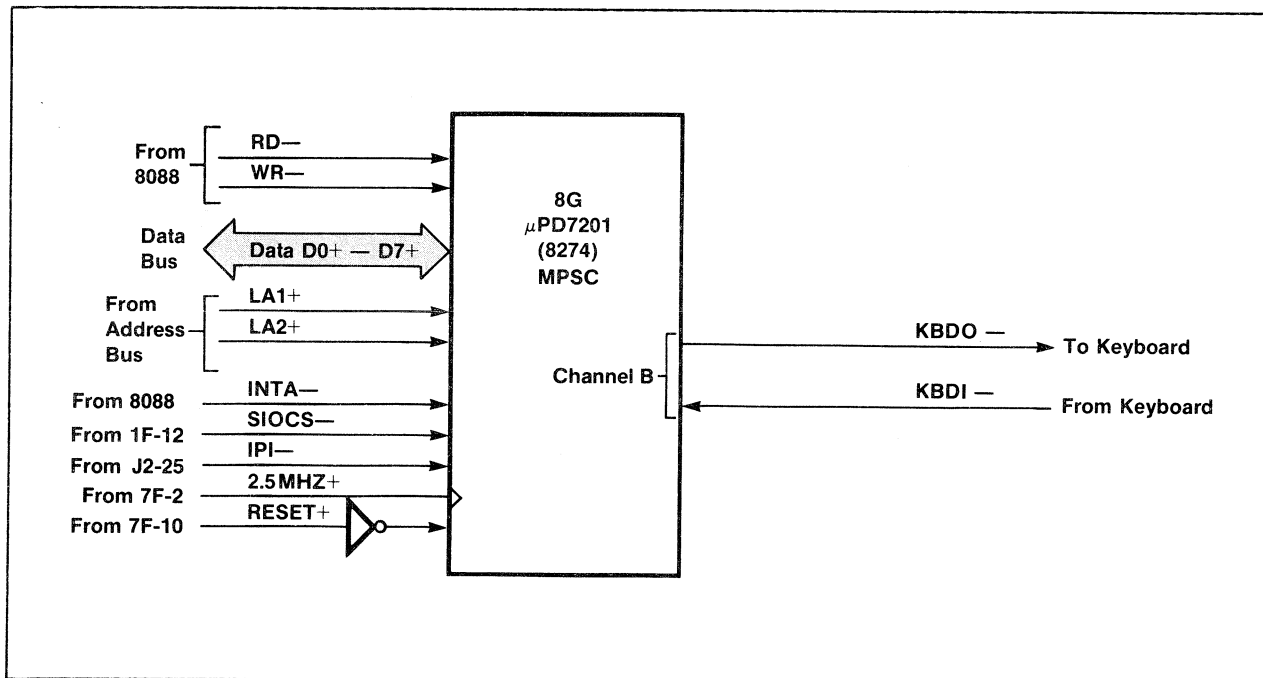 From
8088
RD—
WR—
Data
Bus
Data D0+ — D7+
From
Address
Bus
LA1+
LA2+
From 8088
INTA—
From 1F-12
SIOCS—
From J2-25
IPI—
From 7F-2
2.5MHZ+
From 7F-10
RESET+
8G
μPD7201
(8274)
MPSC
Channel B
KBDO —
To Keyboard
KBDI —
From Keyboard